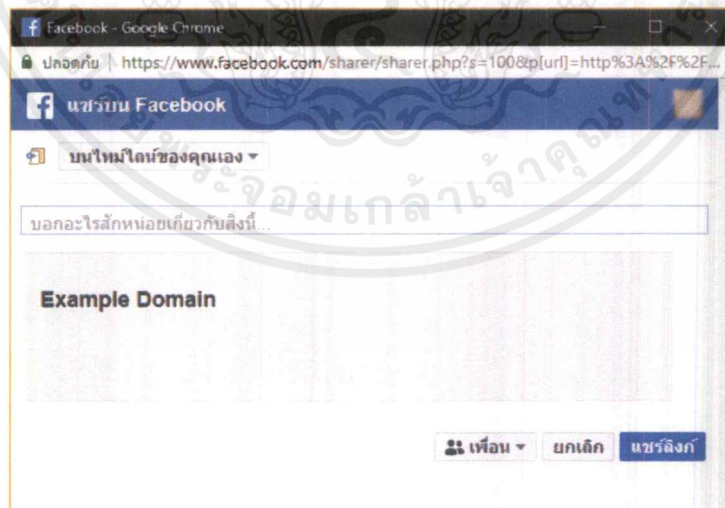 Facebook - Google Chrome
ปลอดภัย | https://www.facebook.com/sharer/sharer.php?s=100&p[url]=http%3A%2F%2F...
แชร์บน Facebook
บนไทม์ไลน์ของคุณเอง
บอกอะไรสักหน่อยเกี่ยวกับสิ่งนี้...
Example Domain
เพื่อน ยกเลิก แชร์ลิงก์